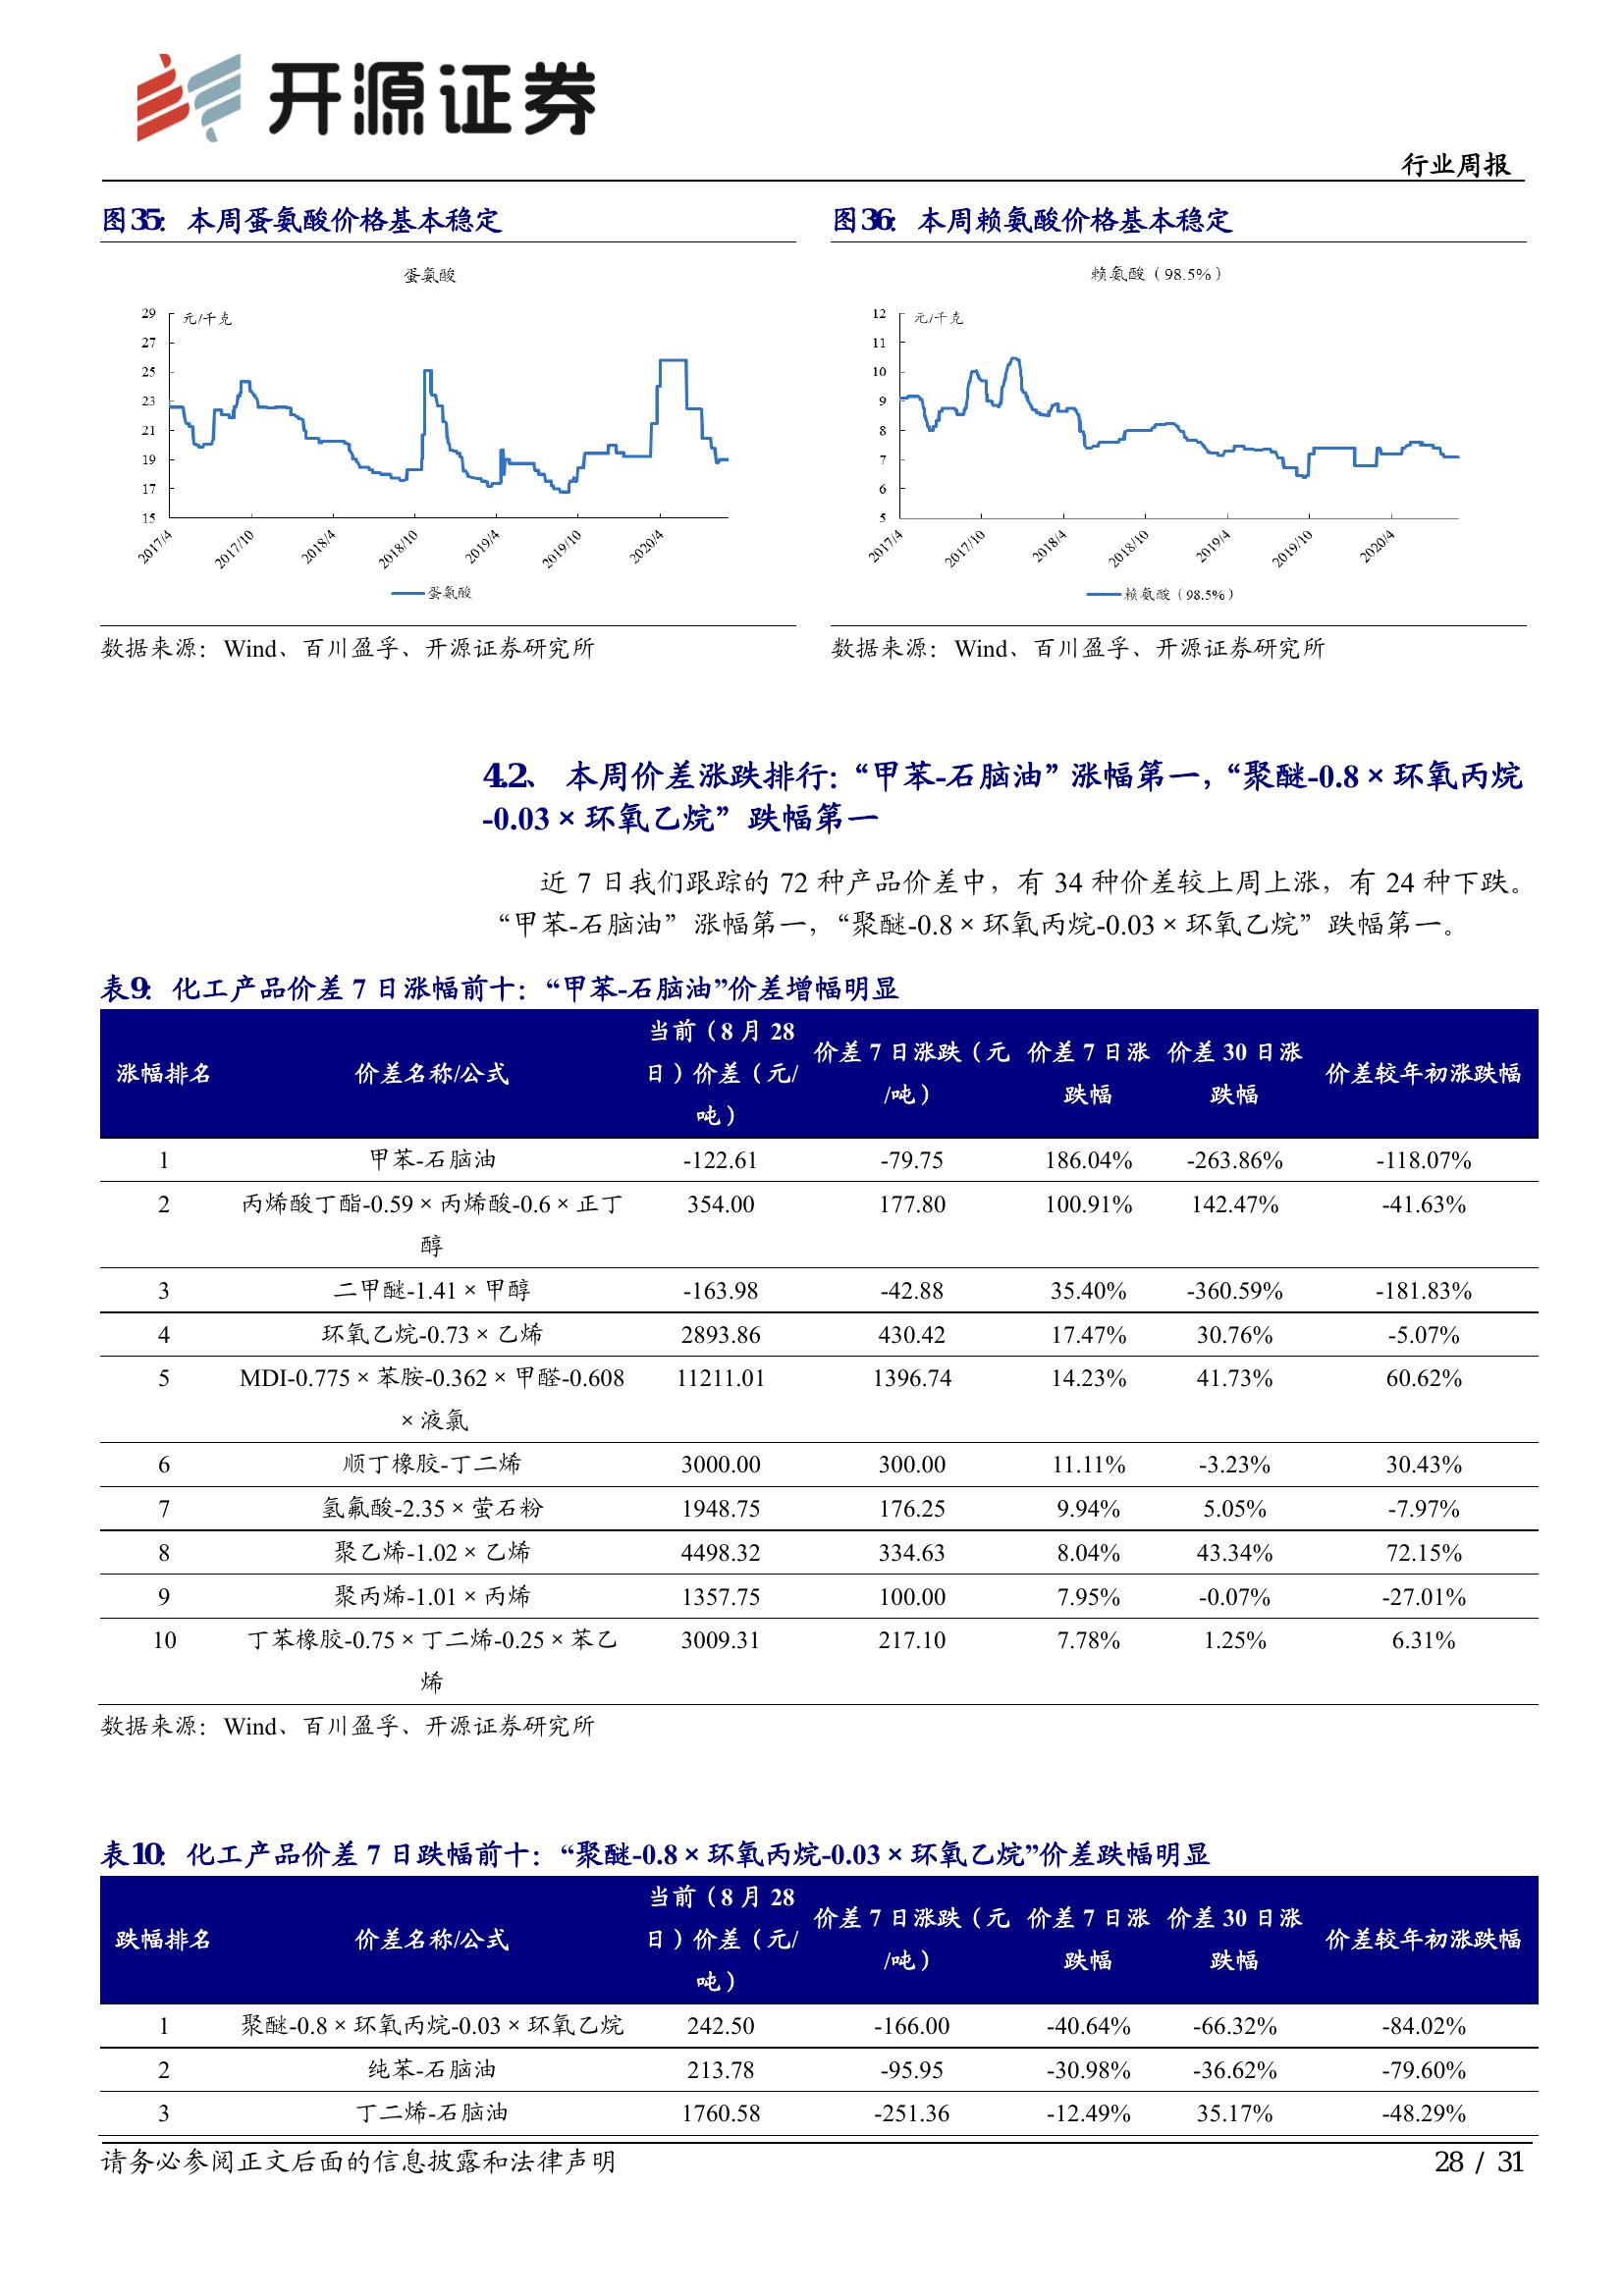 开源证券
行业周报
图35：本周蛋氨酸价格基本稳定
蛋氨酸
元/千克
29
27
25
23
21
19
17
15
2017/4 2017/10 2018/4 2018/10 2019/4 2019/10 2020/4
蛋氨酸
数据来源：Wind、百川盈孚、开源证券研究所
图36：本周赖氨酸价格基本稳定
赖氨酸（98.5%）
元/千克
12
11
10
9
8
7
6
5
2017/4 2017/10 2018/4 2018/10 2019/4 2019/10 2020/4
赖氨酸（98.5%）
数据来源：Wind、百川盈孚、开源证券研究所
4.2、 本周价差涨跌排行：“甲苯-石脑油”涨幅第一，“聚醚-0.8×环氧丙烷
-0.03×环氧乙烷”跌幅第一
近 7 日我们跟踪的 72 种产品价差中，有 34 种价差较上周上涨，有 24 种下跌。
“甲苯-石脑油”涨幅第一，“聚醚-0.8×环氧丙烷-0.03×环氧乙烷”跌幅第一。
表9：化工产品价差 7 日涨幅前十：“甲苯-石脑油”价差增幅明显
涨幅排名 价差名称/公式 当前（8 月 28日）价差（元/吨） 价差 7 日涨跌（元/吨） 价差 7 日涨跌幅 价差 30 日涨跌幅 价差较年初涨跌幅
1 甲苯-石脑油 -122.61 -79.75 186.04% -263.86% -118.07%
2 丙烯酸丁酯-0.59×丙烯酸-0.6×正丁 354.00 177.80 100.91% 142.47% -41.63%
醇
3 二甲醚-1.41×甲醇 -163.98 -42.88 35.40% -360.59% -181.83%
4 环氧乙烷-0.73×乙烯 2893.86 430.42 17.47% 30.76% -5.07%
5 MDI-0.775×苯胺-0.362×甲醛-0.608 11211.01 1396.74 14.23% 41.73% 60.62%
×液氯
6 顺丁橡胶-丁二烯 3000.00 300.00 11.11% -3.23% 30.43%
7 氢氟酸-2.35×萤石粉 1948.75 176.25 9.94% 5.05% -7.97%
8 聚乙烯-1.02×乙烯 4498.32 334.63 8.04% 43.34% 72.15%
9 聚丙烯-1.01×丙烯 1357.75 100.00 7.95% -0.07% -27.01%
10 丁苯橡胶-0.75×丁二烯-0.25×苯乙 3009.31 217.10 7.78% 1.25% 6.31%
烯
数据来源：Wind、百川盈孚、开源证券研究所
表10：化工产品价差 7 日跌幅前十：“聚醚-0.8×环氧丙烷-0.03×环氧乙烷”价差跌幅明显
跌幅排名 价差名称/公式 当前（8 月 28日）价差（元/吨） 价差 7 日涨跌（元/吨） 价差 7 日涨跌幅 价差 30 日涨跌幅 价差较年初涨跌幅
1 聚醚-0.8×环氧丙烷-0.03×环氧乙烷 242.50 -166.00 -40.64% -66.32% -84.02%
2 纯苯-石脑油 213.78 -95.95 -30.98% -36.62% -79.60%
3 丁二烯-石脑油 1760.58 -251.36 -12.49% 35.17% -48.29%
请务必参阅正文后面的信息披露和法律声明
28 / 31